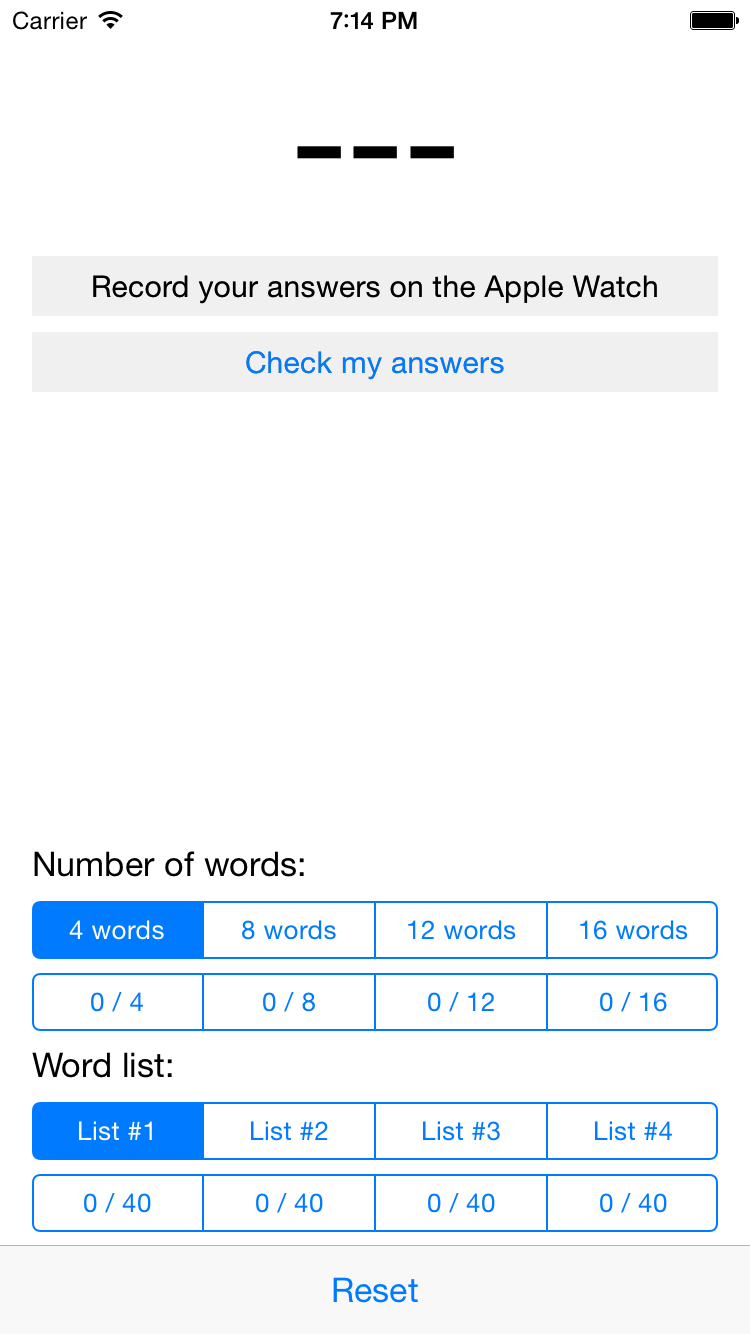 Carrier 7:14 PM
---
Record your answers on the Apple Watch
Check my answers
Number of words:
4 words 8 words 12 words 16 words
0 / 4 0 / 8 0 / 12 0 / 16
Word list:
List #1 List #2 List #3 List #4
0 / 40 0 / 40 0 / 40 0 / 40
Reset